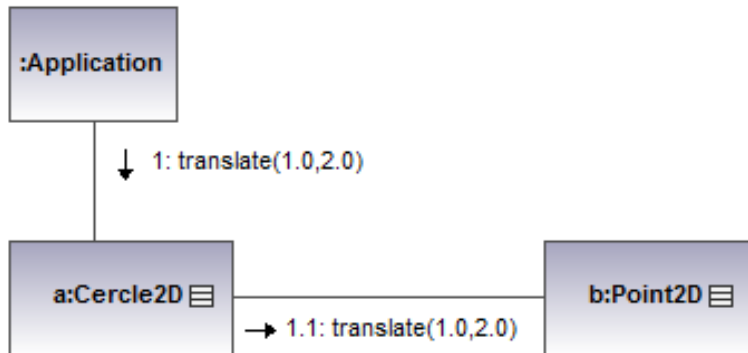 :Application
1: translate(1.0,2.0)
a:Cercle2D
b:Point2D
1.1: translate(1.0,2.0)